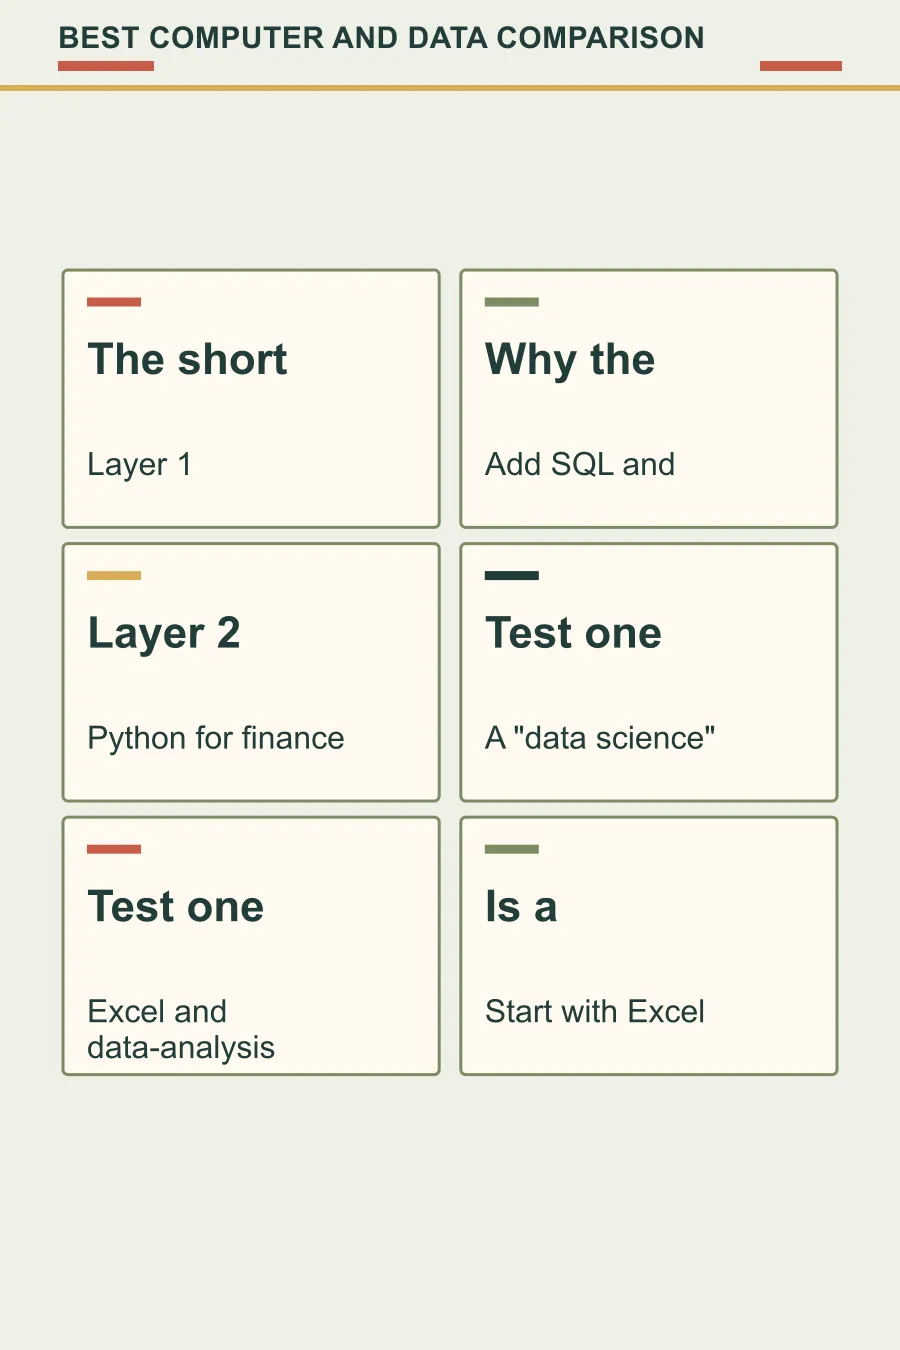 BEST COMPUTER AND DATA COMPARISON
The short
Layer 1
Why the
Add SQL and
Layer 2
Python for finance
Test one
A "data science"
Test one
Excel and
data-analysis
Is a
Start with Excel